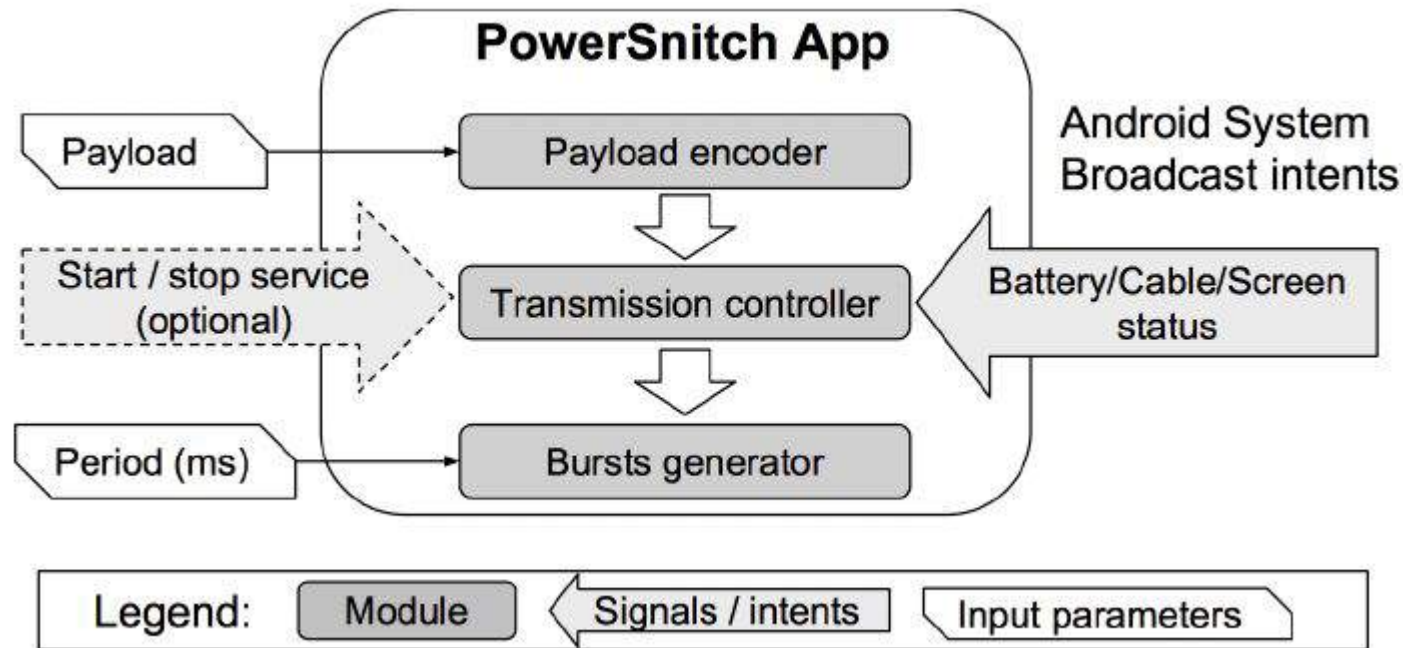 PowerSnitch App
Payload
Payload encoder
Android System
Broadcast intents
Start / stop service
(optional)
Transmission controller
Battery/Cable/Screen
status
Period (ms)
Bursts generator
Legend:
Module
Signals / intents
Input parameters